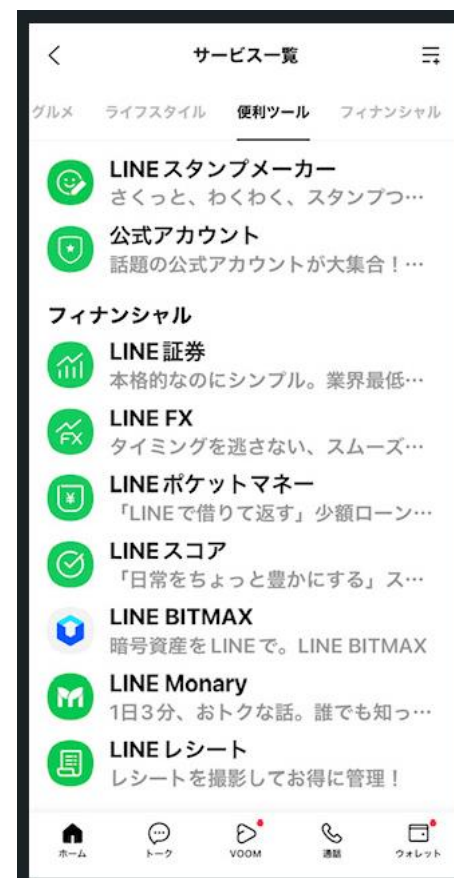 サービス一覧
グルメ ライフスタイル 便利ツール フィナンシャル
LINEスタンプメーカー
さくっと、わくわく、スタンプつ…
公式アカウント
話題の公式アカウントが大集合！…
フィナンシャル
LINE証券
本格的なのにシンプル。業界最低…
LINE FX
タイミングを逃さない、スムーズ…
LINEポケットマネー
「LINEで借りて返す」少額ローン…
LINEスコア
「日常をちょっと豊かにする」ス…
LINE BITMAX
暗号資産をLINEで。LINE BITMAX
LINE Monary
1日3分、おトクな話。誰でも知っ…
LINEレシート
レシートを撮影してお得に管理！
ホーム トーク VOOM 通話 ウォレット